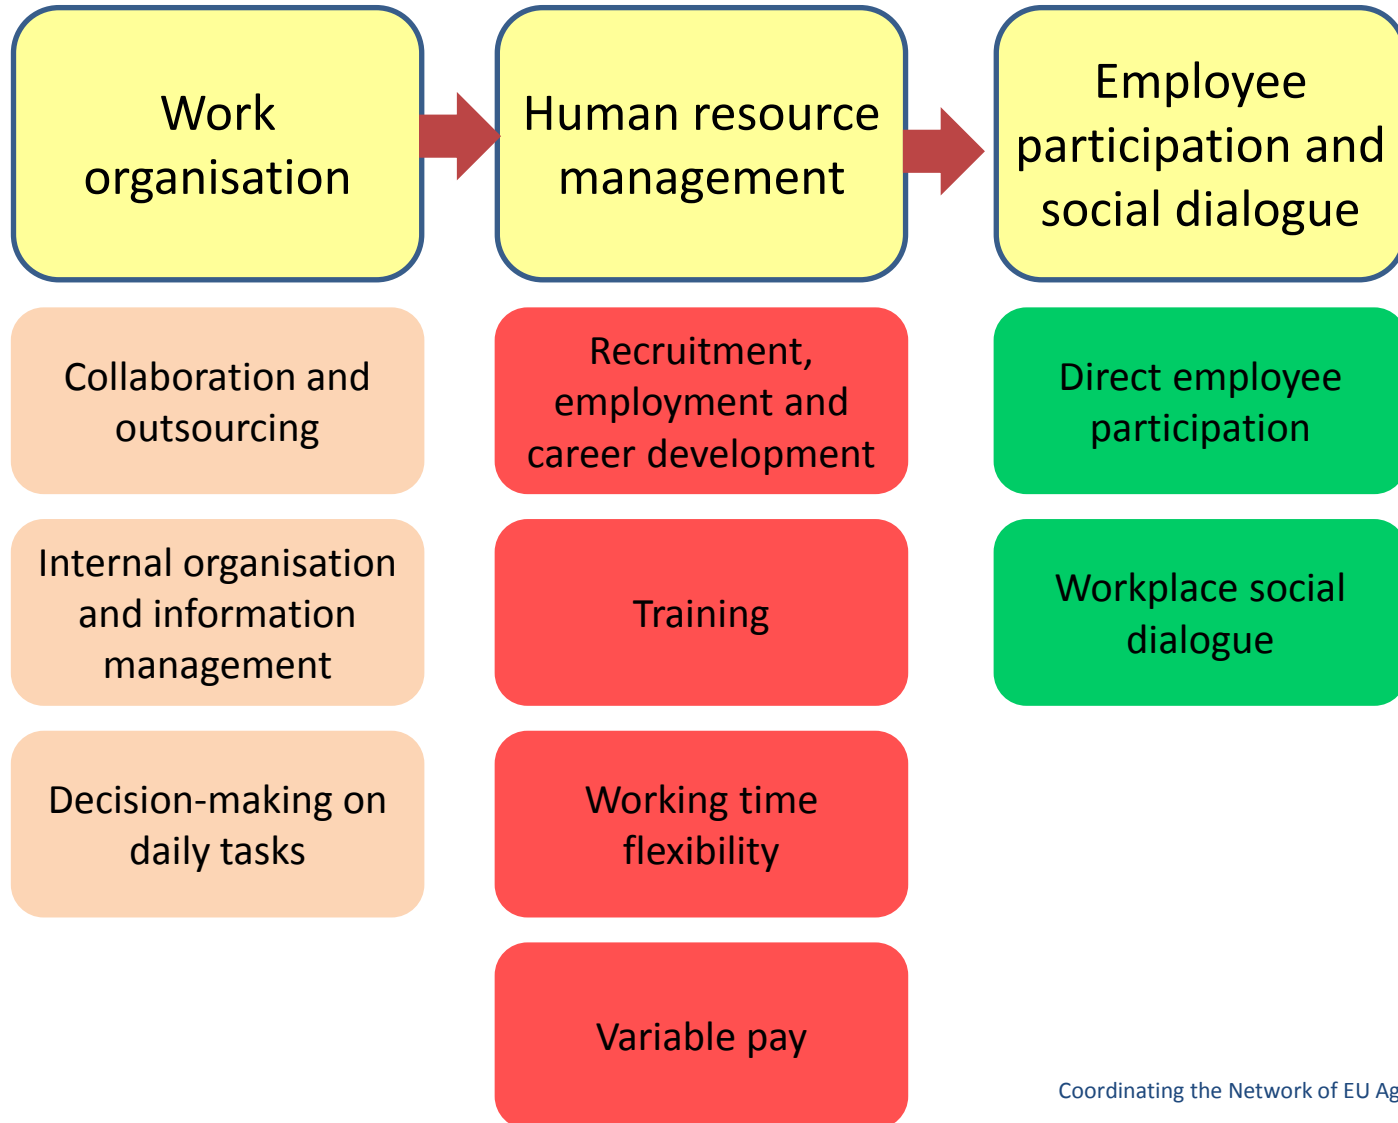 Work
organisation
Human resource
management
Employee
participation and
social dialogue
Collaboration and
outsourcing
Internal organisation
and information
management
Decision-making on
daily tasks
Recruitment,
employment and
career development
Training
Working time
flexibility
Variable pay
Direct employee
participation
Workplace social
dialogue
Coordinating the Network of EU Ag